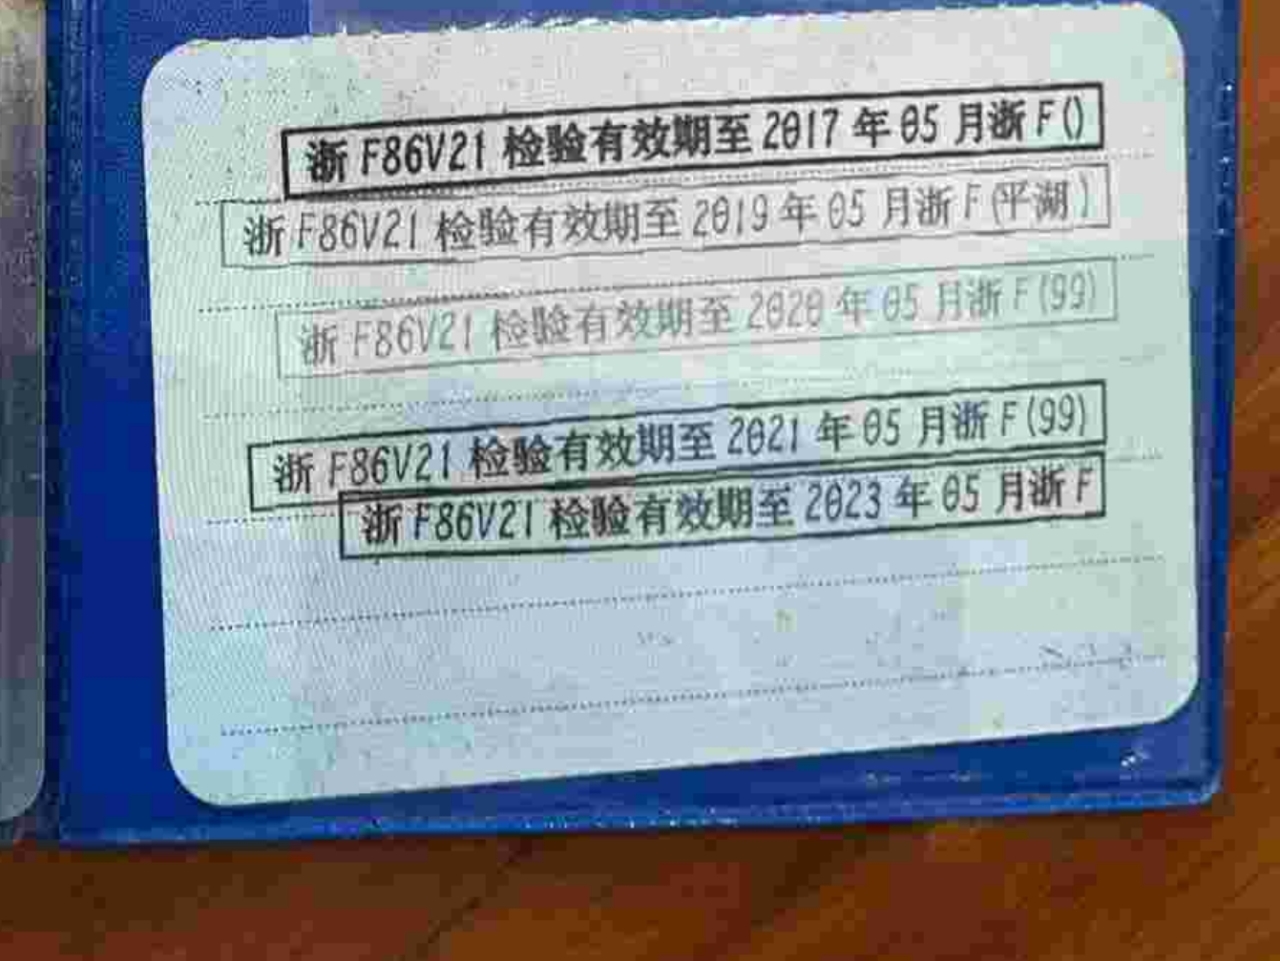 浙 F86V21 检验有效期至 2017 年 05 月浙 F()
浙 F86V21 检验有效期至 2019 年 05 月浙 F(平湖)
浙 F86V21 检验有效期至 2020 年 05 月浙 F(99)
浙 F86V21 检验有效期至 2021 年 05 月浙 F(99)
浙 F86V21 检验有效期至 2023 年 05 月浙 F